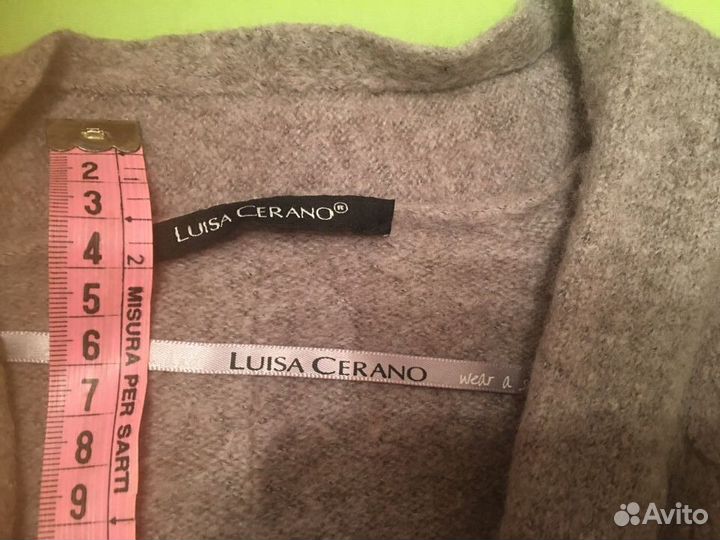 LUISA CERANO®
LUISA CERANO
wear a
2
3
4
5
6
7
8
9
2
MISURA PER SARTI
Avito